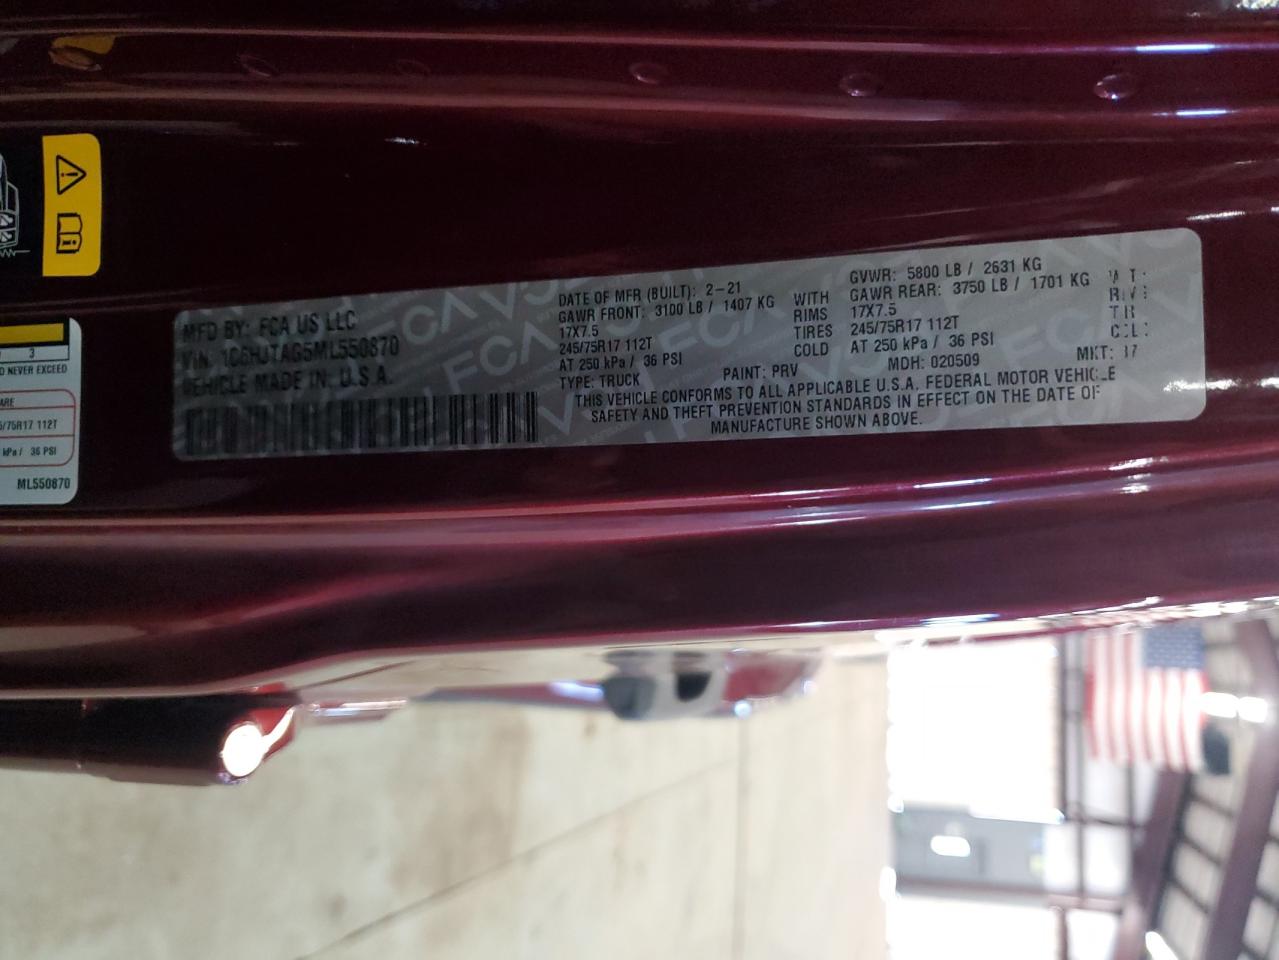 MFD BY: FCA US LLC
VIN: 1C6HJTAG5ML550870
VEHICLE MADE IN: U.S.A.
DATE OF MFR (BUILT): 2-21
GAWR FRONT: 3100 LB / 1407 KG
17X7.5
245/75R17 112T
AT 250 kPa / 36 PSI
TYPE: TRUCK
PAINT: PRV
WITH
RIMS
TIRES
COLD
GVWR: 5800 LB / 2631 KG
GAWR REAR: 3750 LB / 1701 KG
17X7.5
245/75R17 112T
AT 250 kPa / 36 PSI
MDH: 020509
MKT:
THIS VEHICLE CONFORMS TO ALL APPLICABLE U.S.A. FEDERAL MOTOR VEHICLE
SAFETY AND THEFT PREVENTION STANDARDS IN EFFECT ON THE DATE OF
MANUFACTURE SHOWN ABOVE.
3
NEVER EXCEED
75R17 112T
kPa / 36 PSI
ML550870